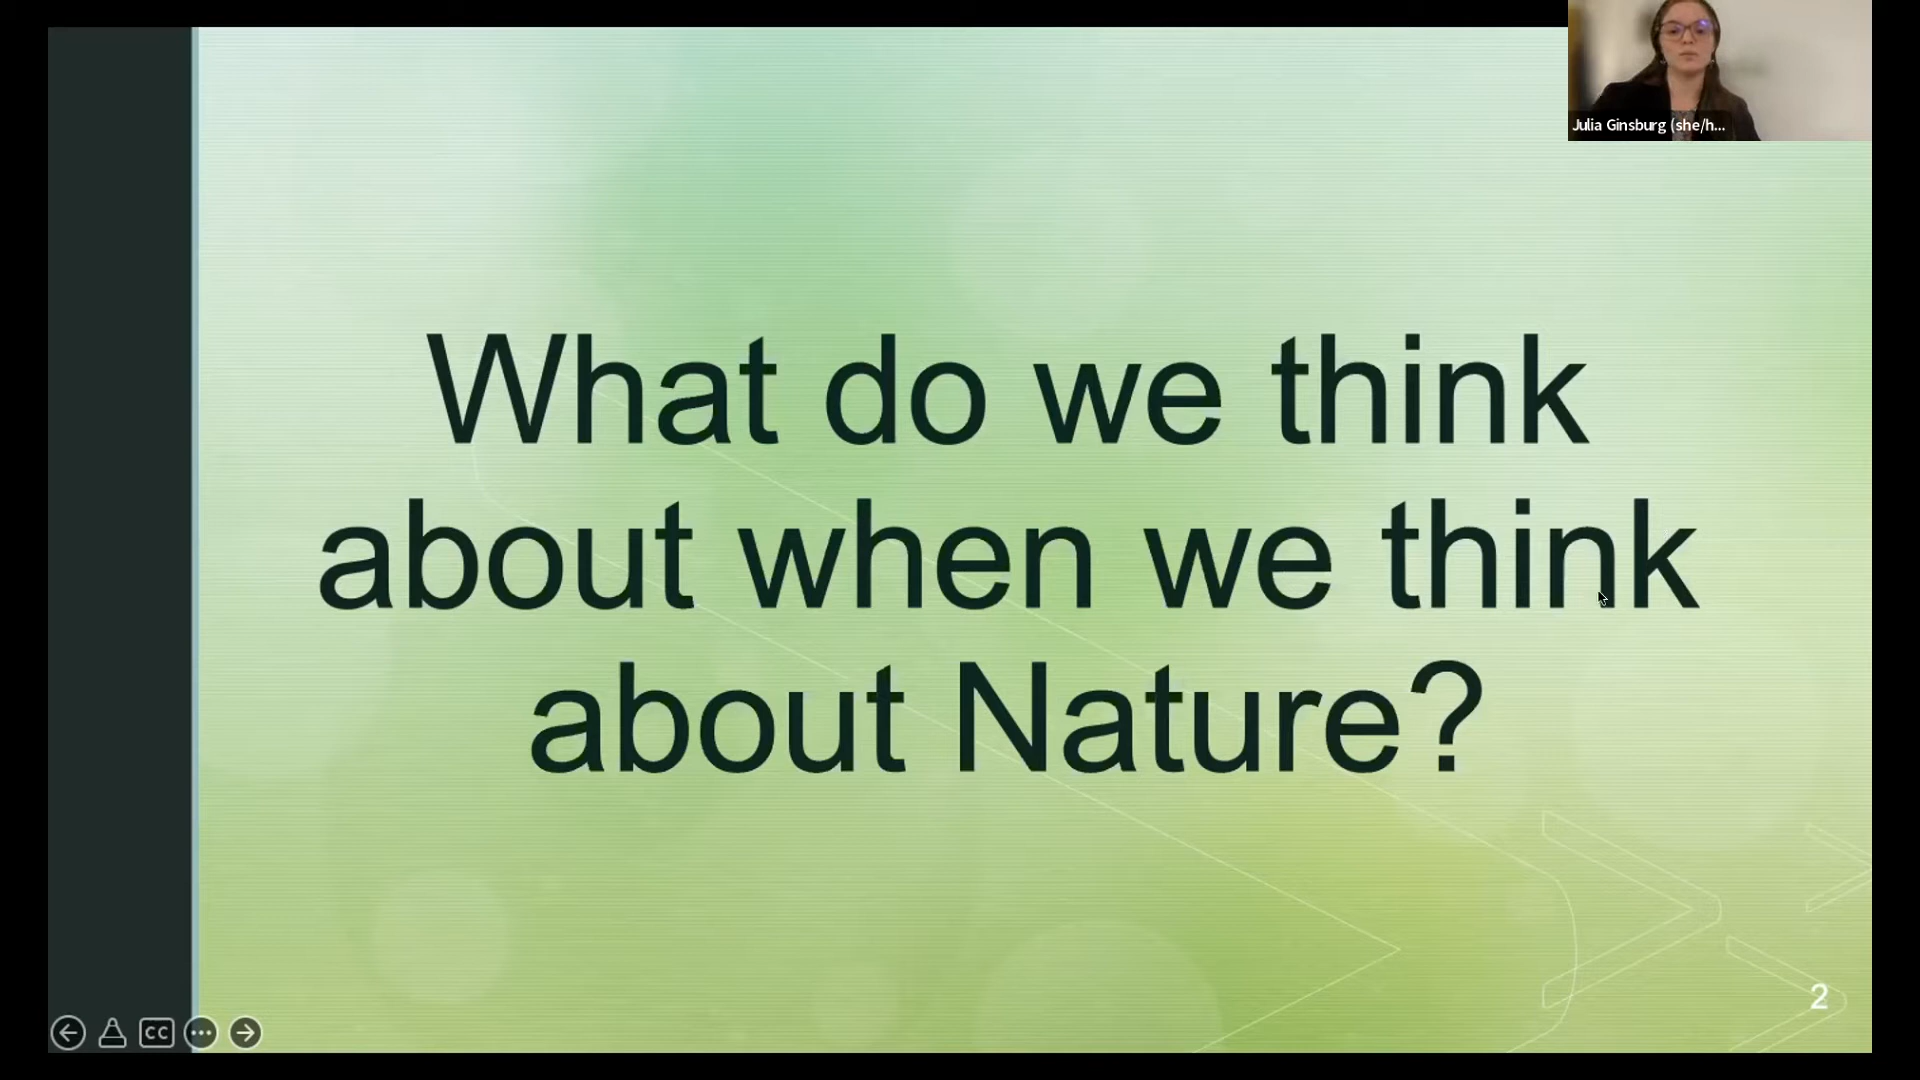 Julia Ginsburg (she/h...
What do we think
about when we think
about Nature?
2
CC